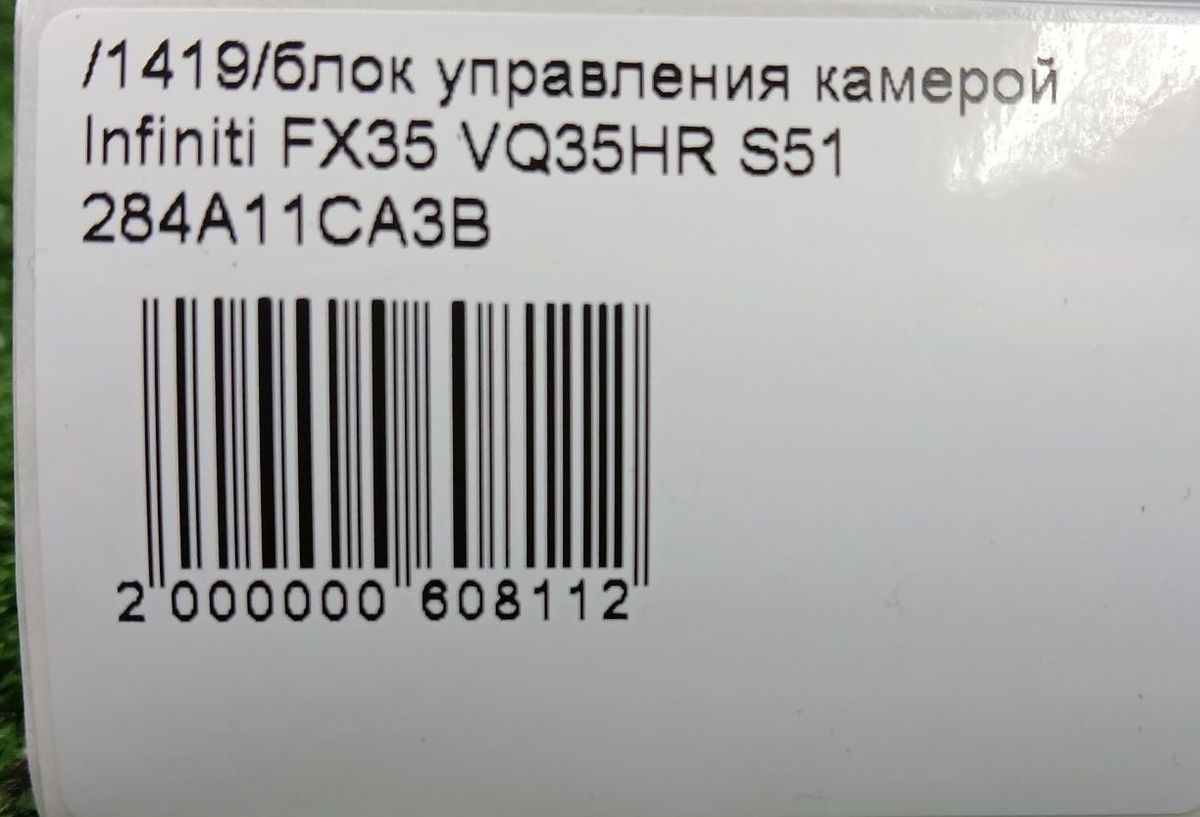 /1419/блок управления камерой
Infiniti FX35 VQ35HR S51
284A11CA3B
2 000000 608112